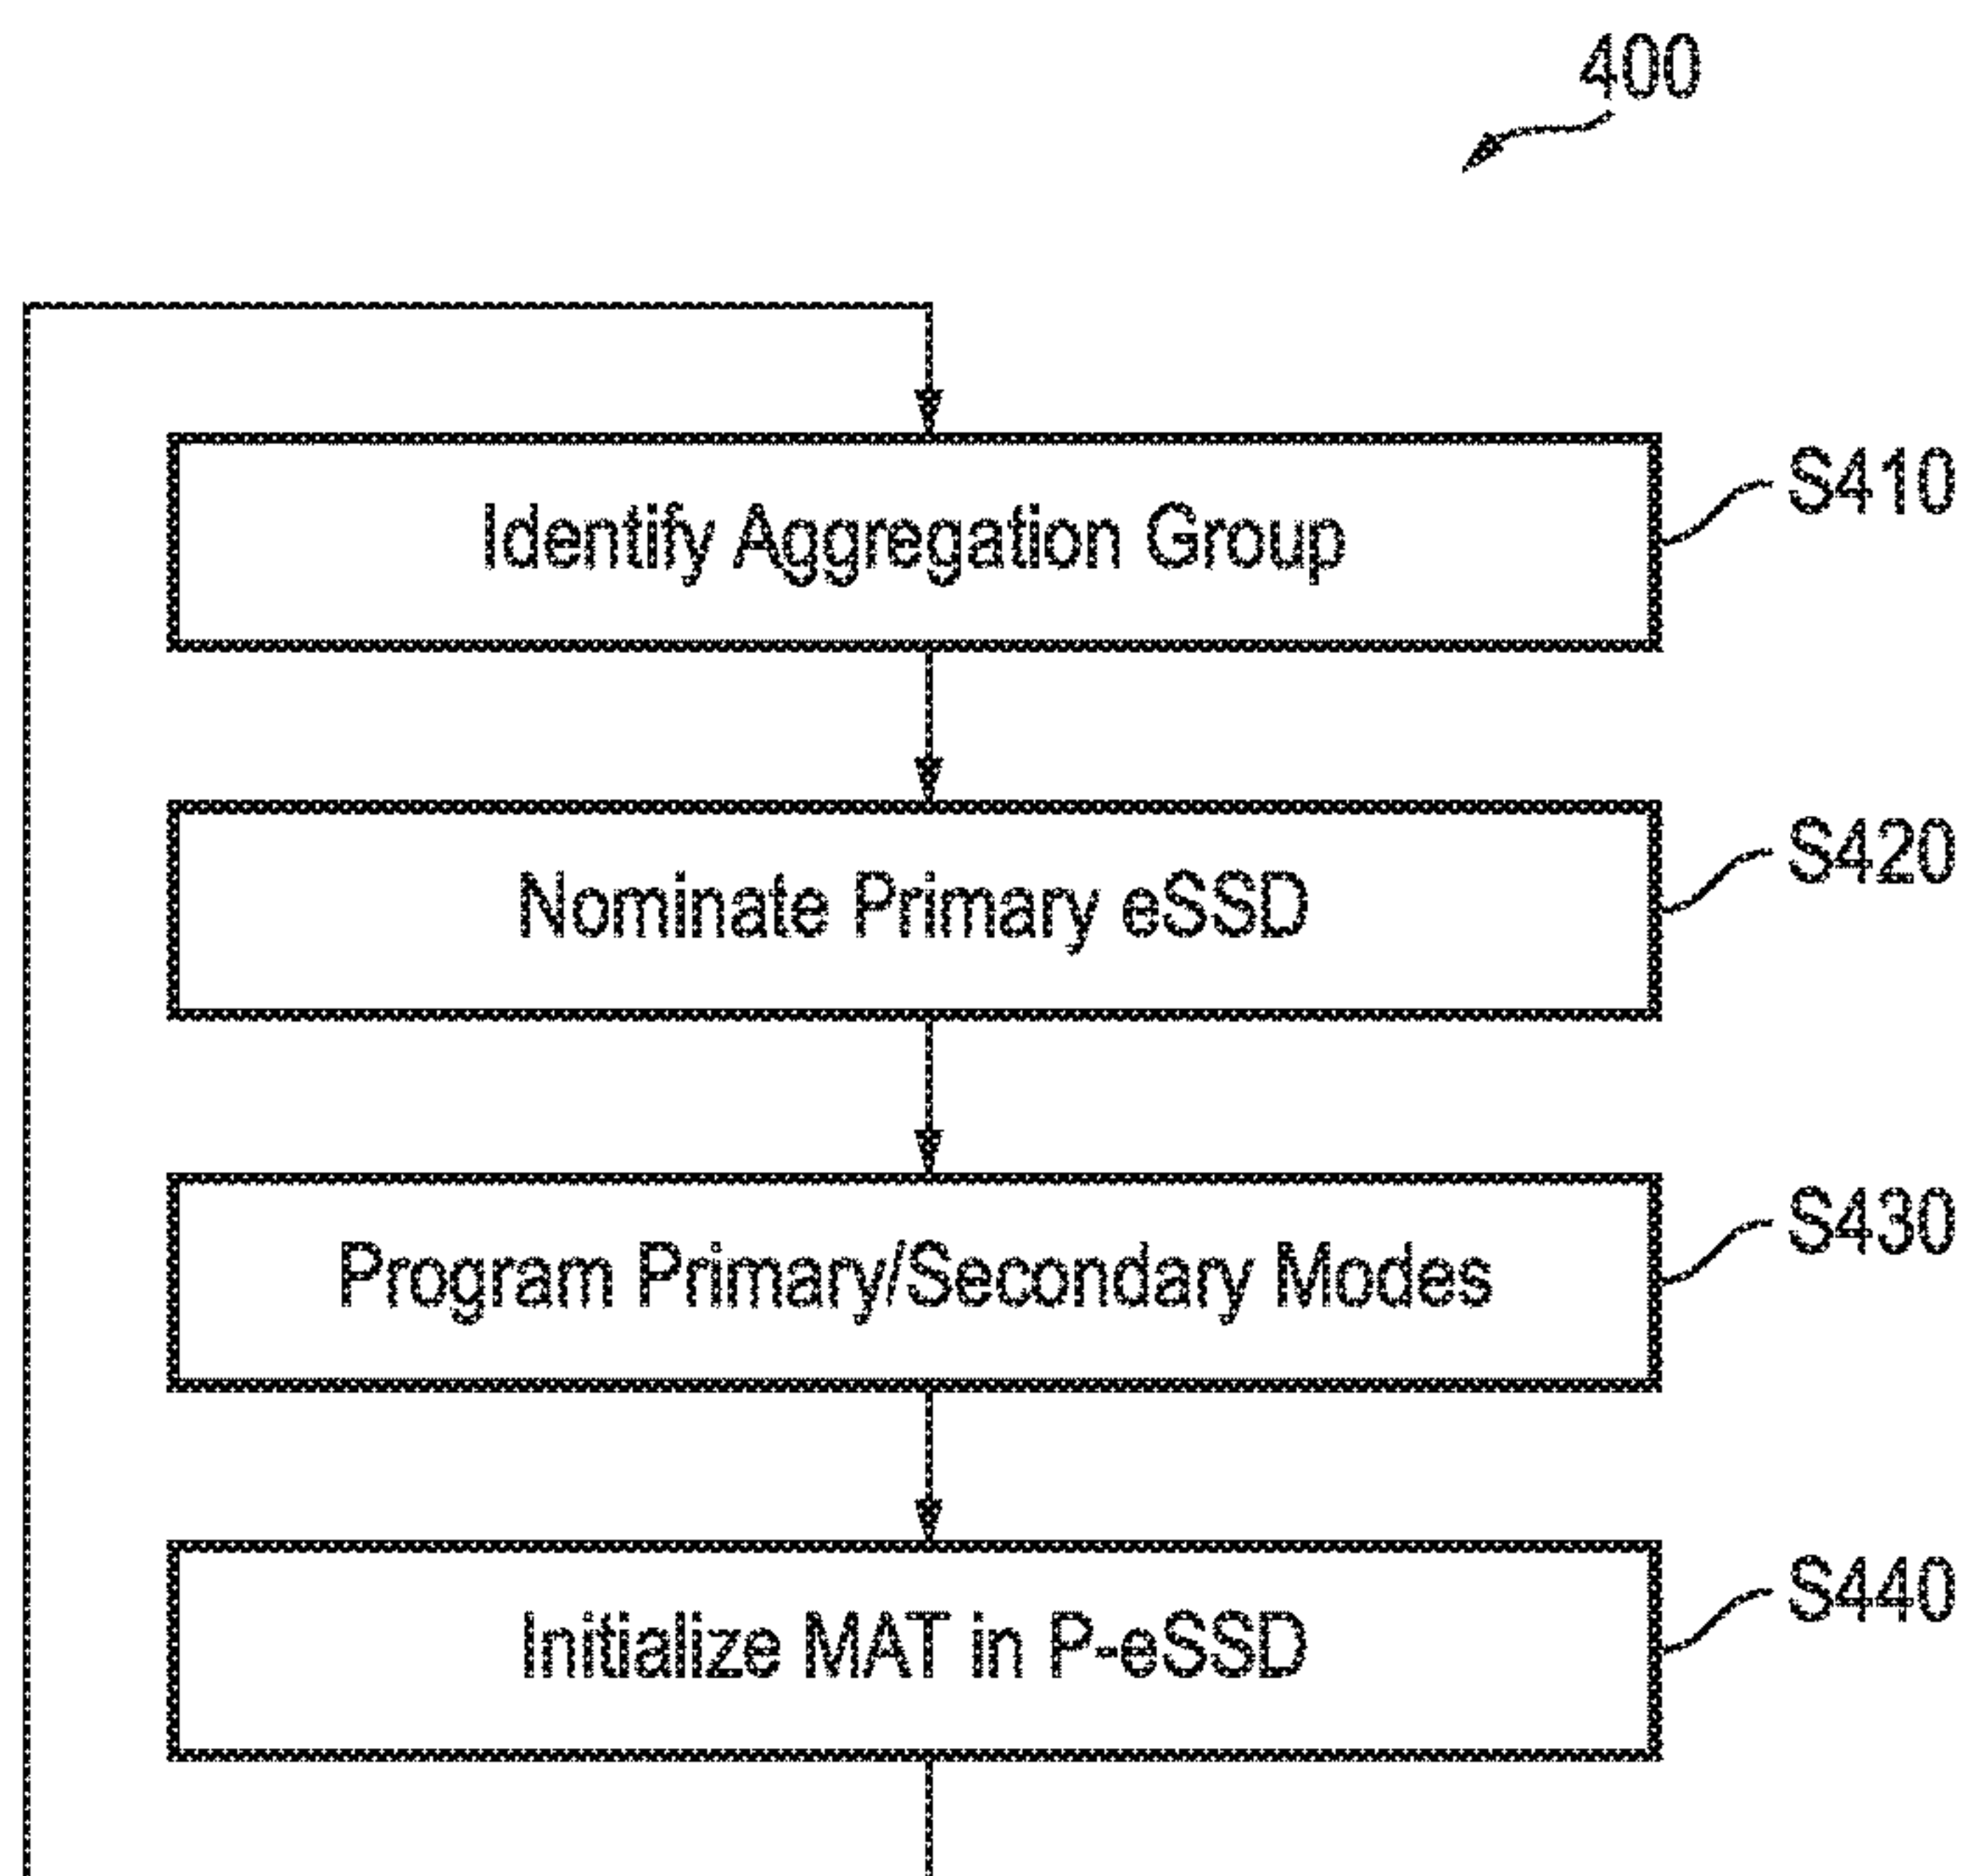 400
Identify Aggregation Group
S410
Nominate Primary eSSD
S420
Program Primary/Secondary Modes
S430
Initialize MAT in P-eSSD
S440